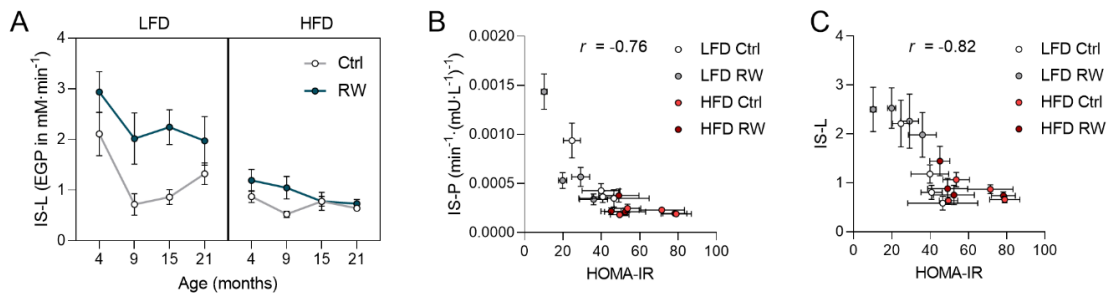 A
LFD
HFD
IS-L (EGP in mM·min⁻¹)
4
3
2
1
0
Ctrl
RW
4 9 15 21 4 9 15 21
Age (months)
B
r = -0.76
IS-P (min⁻¹·(mU·L⁻¹)⁻¹)
0.0020
0.0015
0.0010
0.0005
0.0000
LFD Ctrl
LFD RW
HFD Ctrl
HFD RW
0 20 40 60 80 100
HOMA-IR
C
r = -0.82
IS-L
4
3
2
1
0
LFD Ctrl
LFD RW
HFD Ctrl
HFD RW
0 20 40 60 80 100
HOMA-IR